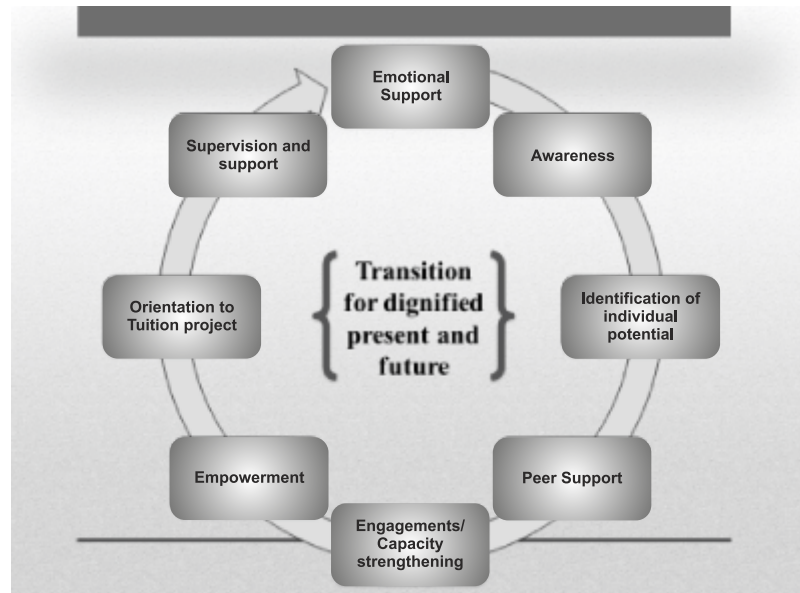 Emotional
Support
Awareness
Identification of
individual
potential
Peer Support
Engagements/
Capacity
strengthening
Empowerment
Orientation to
Tuition project
Supervision and
support
Transition
for dignified
present and
future